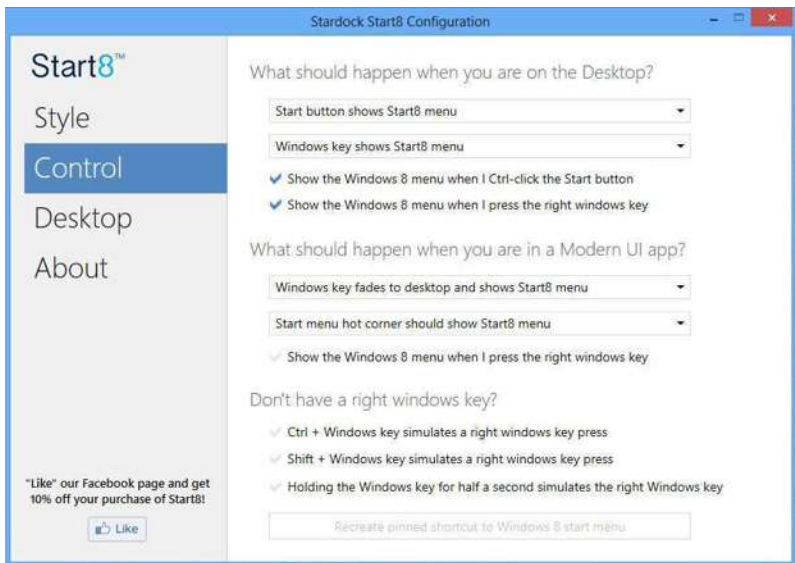 Stardock Start8 Configuration
Start8™
Style
Control
Desktop
About
"Like" our Facebook page and get
10% off your purchase of Start8!
Like
What should happen when you are on the Desktop?
Start button shows Start8 menu
Windows key shows Start8 menu
Show the Windows 8 menu when I Ctrl-click the Start button
Show the Windows 8 menu when I press the right windows key
What should happen when you are in a Modern UI app?
Windows key fades to desktop and shows Start8 menu
Start menu hot corner should show Start8 menu
Show the Windows 8 menu when I press the right windows key
Don't have a right windows key?
Ctrl + Windows key simulates a right windows key press
Shift + Windows key simulates a right windows key press
Holding the Windows key for half a second simulates the right Windows key
Recreate pinned shortcut to Windows 8 start menu